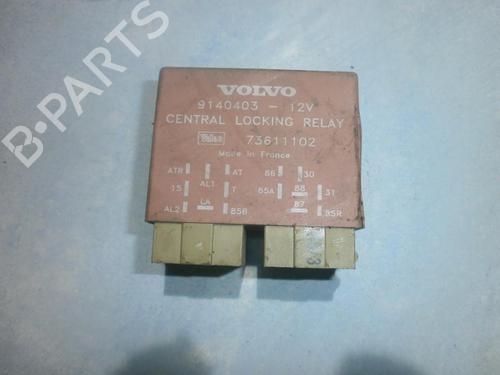 VOLVO
9140403 - 12V
CENTRAL LOCKING RELAY
Valeo 73611102
Made in France
ATR AT 86 30
15 AL1 T 85A 88 31
AL2 LA 85B 87 85R
B-PARTS